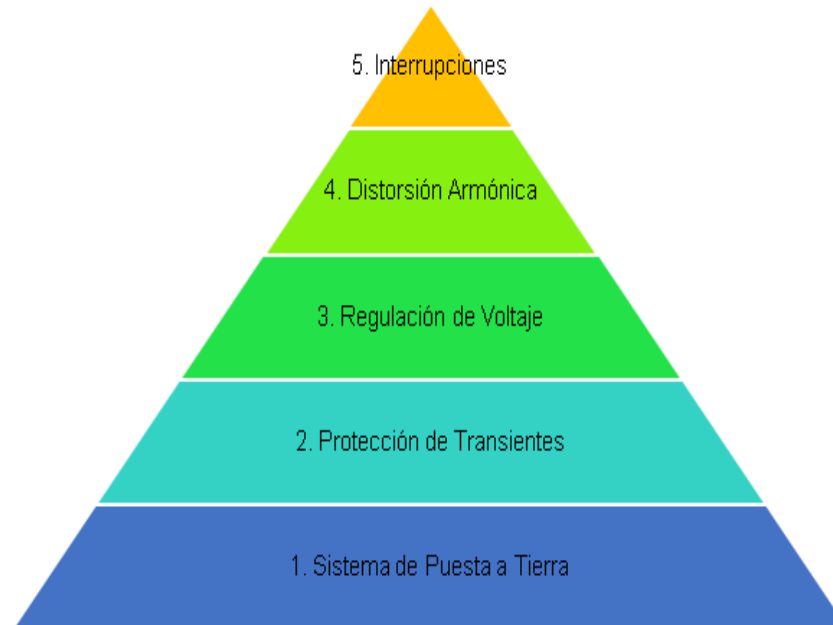 5. Interrupciones
4. Distorsión Armónica
3. Regulación de Voltaje
2. Protección de Transientes
1. Sistema de Puesta a Tierra